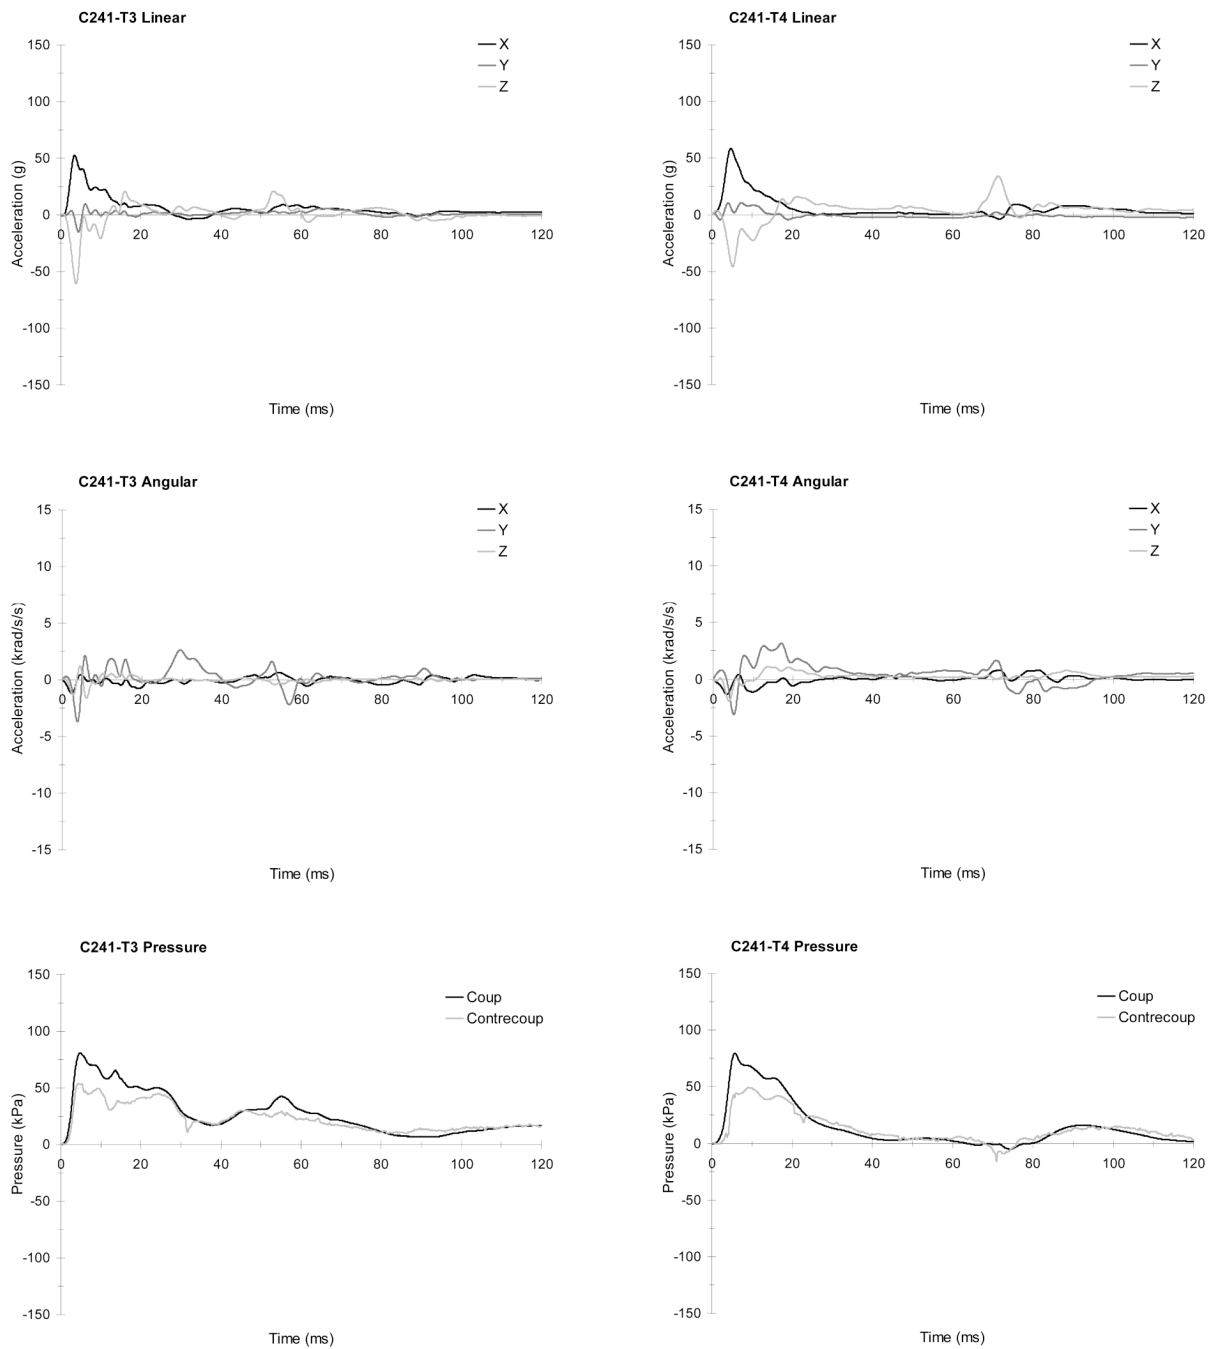 C241-T3 Linear
150
100
50
0
-50
-100
-150
0
20
40
60
80
100
120
Acceleration (g)
Time (ms)
X
Y
Z
C241-T4 Linear
150
100
50
0
-50
-100
-150
0
20
40
60
80
100
120
Acceleration (g)
Time (ms)
X
Y
Z
C241-T3 Angular
15
10
5
0
-5
-10
-15
0
20
40
60
80
100
120
Acceleration (krad/s/s)
Time (ms)
X
Y
Z
C241-T4 Angular
15
10
5
0
-5
-10
-15
0
20
40
60
80
100
120
Acceleration (krad/s/s)
Time (ms)
X
Y
Z
C241-T3 Pressure
150
100
50
0
-50
-100
-150
0
20
40
60
80
100
120
Pressure (kPa)
Time (ms)
Coup
Contrecoup
C241-T4 Pressure
150
100
50
0
-50
-100
-150
0
20
40
60
80
100
120
Pressure (kPa)
Time (ms)
Coup
Contrecoup